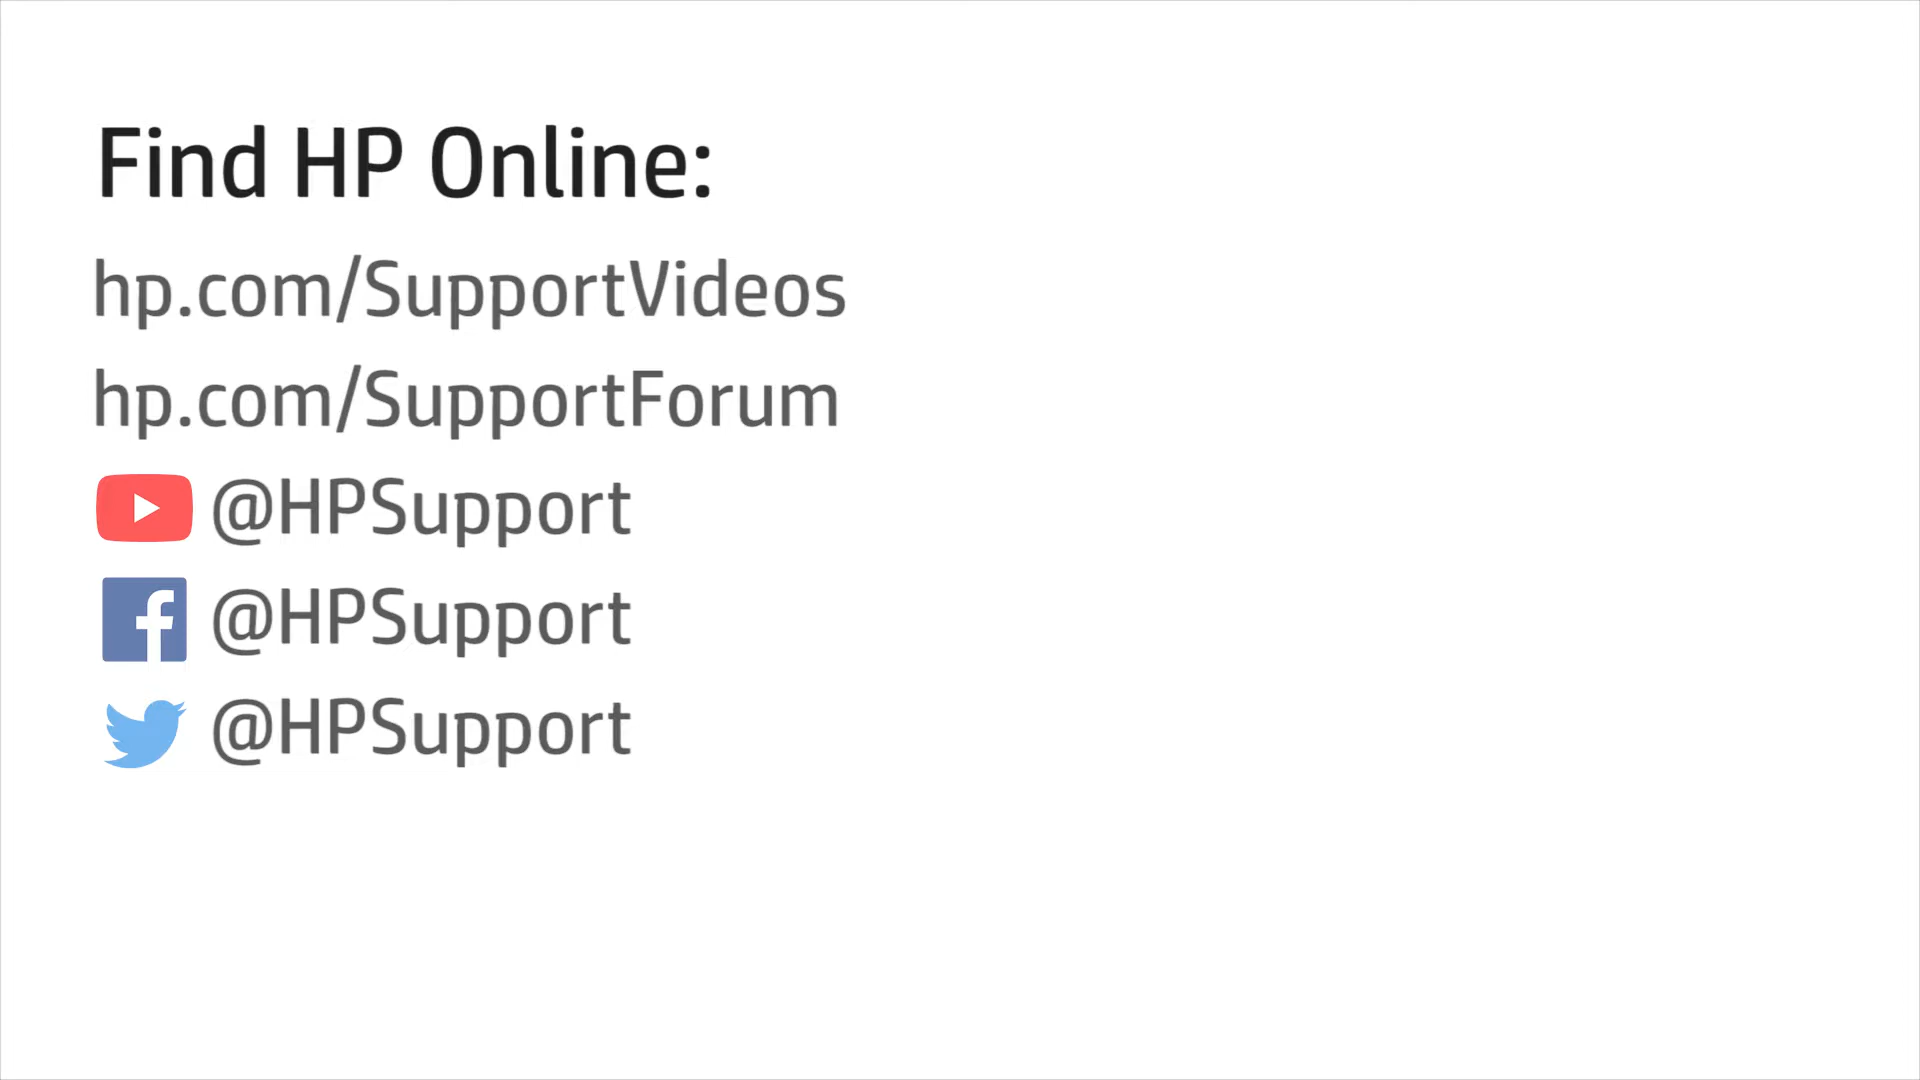 Find HP Online:
hp.com/SupportVideos
hp.com/SupportForum
@HPSupport
@HPSupport
@HPSupport